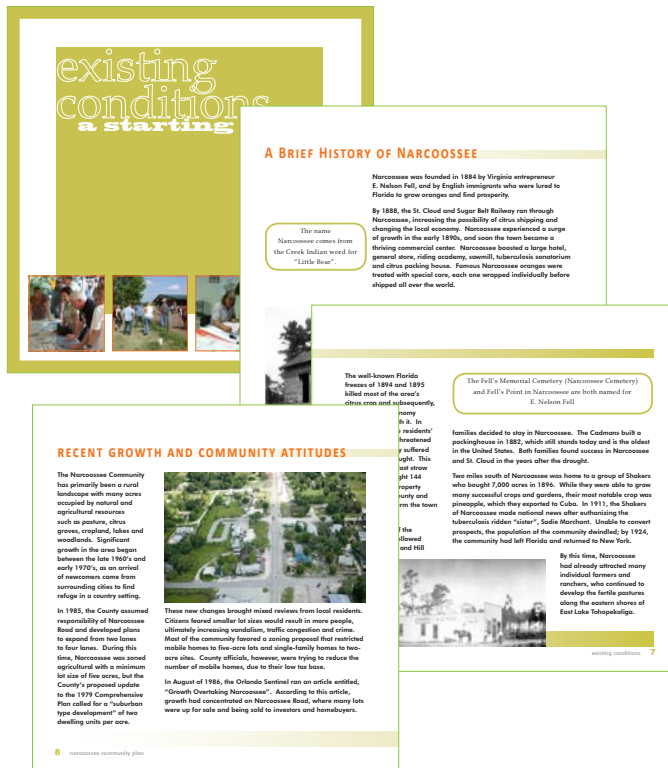 existing
conditions
a starting
A Brief History of Narcoossee
Narcoossee was founded in 1884 by Virginia entrepreneur
E. Nelson Fell, and by English immigrants who were lured to
Florida to grow oranges and find prosperity.
By 1888, the St. Cloud and Sugar Belt Railway ran through
Narcoossee, increasing the possibility of citrus shipping and
changing the local economy. Narcoossee experienced a surge
of growth in the early 1890s, and soon the town became a
thriving commercial center. Narcoossee boasted a large hotel,
general store, riding academy, sawmill, tuberculosis sanatorium
and citrus packing house. Famous Narcoossee oranges were
treated with special care, each one wrapped individually before
shipped all over the world.
The name
Narcoossee comes from
the Creek Indian word for
"Little Bear".
The well-known Florida
freezes of 1894 and 1895
killed most of the area's
citrus crop and subsequently,
nomy
h it. In
residents'
hreatened
y suffered
ught. This
ast straw
ght 144
roperty
ounty and
rm the town
f the
ollowed
and Hill
The Fell's Memorial Cemetery (Narcoossee Cemetery)
and Fell's Point in Narcoossee are both named for
E. Nelson Fell
families decided to stay in Narcoossee. The Cadmans built a
packinghouse in 1882, which still stands today and is the oldest
in the United States. Both families found success in Narcoossee
and St. Cloud in the years after the drought.
Two miles south of Narcoossee was home to a group of Shakers
who bought 7,000 acres in 1896. While they were able to grow
many successful crops and gardens, their most notable crop was
pineapple, which they exported to Cuba. In 1911, the Shakers
of Narcoossee made national news after euthanizing the
tuberculosis ridden "sister", Sadie Marchant. Unable to convert
prospects, the population of the community dwindled; by 1924,
the community had left Florida and returned to New York.
By this time, Narcoossee
had already attracted many
individual farmers and
ranchers, who continued to
develop the fertile pastures
along the eastern shores of
East Lake Tohopekaliga.
existing conditions 7
RECENT GROWTH AND COMMUNITY ATTITUDES
The Narcoossee Community
has primarily been a rural
landscape with many acres
occupied by natural and
agricultural resources
such as pasture, citrus
groves, cropland, lakes and
woodlands. Significant
growth in the area began
between the late 1960's and
early 1970's, as an arrival
of newcomers came from
surrounding cities to find
refuge in a country setting.
In 1985, the County assumed
responsibility of Narcoossee
Road and developed plans
to expand from two lanes
to four lanes. During this
time, Narcoossee was zoned
agricultural with a minimum
lot size of five acres, but the
County's proposed update
to the 1979 Comprehensive
Plan called for a "suburban
type development" of two
dwelling units per acre.
These new changes brought mixed reviews from local residents.
Citizens feared smaller lot sizes would result in more people,
ultimately increasing vandalism, traffic congestion and crime.
Most of the community favored a zoning proposal that restricted
mobile homes to five-acre lots and single-family homes to two-
acre sites. County officials, however, were trying to reduce the
number of mobile homes, due to their low tax base.
In August of 1986, the Orlando Sentinel ran an article entitled,
"Growth Overtaking Narcoossee". According to this article,
growth had concentrated on Narcoossee Road, where many lots
were up for sale and being sold to investors and homebuyers.
8 narcoossee community plan